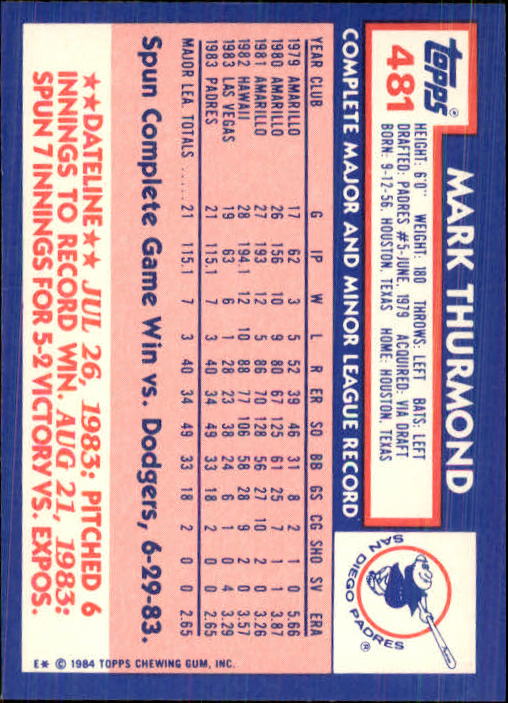 topps®
481
MARK THURMOND
HEIGHT: 6'0" WEIGHT: 180 THROWS: LEFT BATS: LEFT
DRAFTED: PADRES #5-JUNE, 1979 ACQUIRED: VIA DRAFT
BORN: 9-12-56, HOUSTON, TEXAS HOME: HOUSTON, TEXAS
SAN DIEGO PADRES ®
COMPLETE MAJOR AND MINOR LEAGUE RECORD
YEAR CLUB G IP W L R ER SO BB GS CG SHO SV ERA
1979 AMARILLO 17 62 3 5 52 39 46 31 8 2 1 0 5.66
1980 AMARILLO 26 156 10 9 80 67 125 61 25 7 1 1 3.87
1981 AMARILLO 27 193 12 5 86 70 128 56 27 10 2 0 3.26
1982 HAWAII 28 194.1 12 10 88 77 106 58 28 9 2 0 3.57
1983 LAS VEGAS 19 63 6 1 28 23 38 24 6 1 0 4 3.29
1983 PADRES 21 115.1 7 3 40 34 49 33 18 2 0 0 2.65
MAJOR LEA. TOTALS ..... 21 115.1 7 3 40 34 49 33 18 2 0 0 2.65
Spun Complete Game Win vs. Dodgers, 6-29-83.
★★DATELINE★★ JUL 26, 1983: PITCHED 6
INNINGS TO RECORD WIN. AUG 21, 1983:
SPUN 7 INNINGS FOR 5-2 VICTORY VS. EXPOS.
E* © 1984 TOPPS CHEWING GUM, INC.